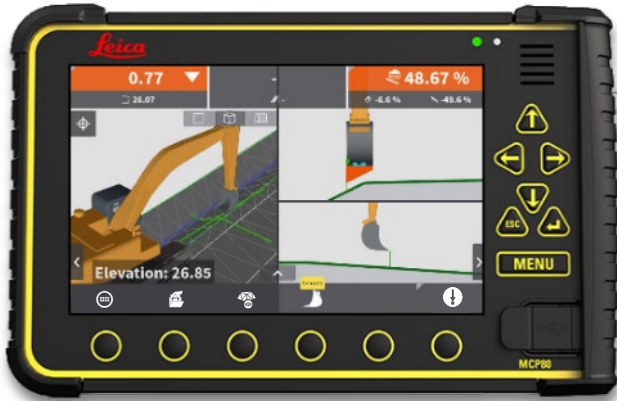 Leica
0.77
26.07
-
-
48.67 %
-6.6 %
-49.6 %
Elevation: 26.85
ESC
MENU
MCP80